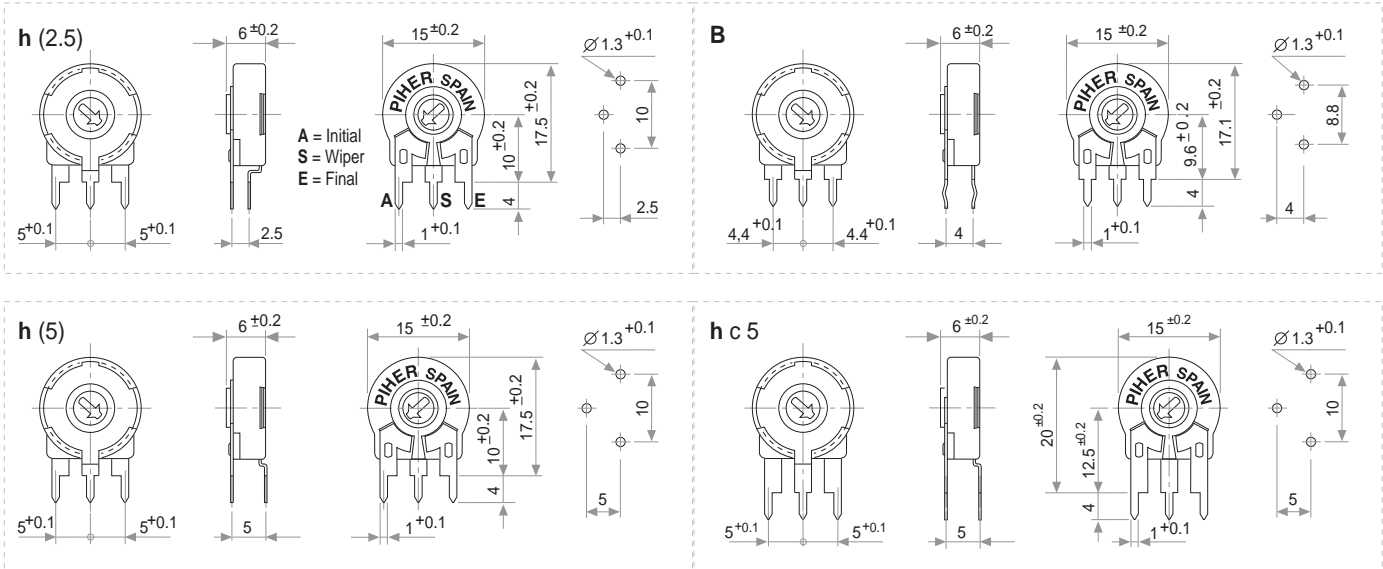 h (2.5)
6 ±0.2
15 ±0.2
Ø 1.3 +0.1
PIHER SPAIN
A = Initial
S = Wiper
E = Final
10 ±0.2
17.5 ±0.2
10
A S E
4
2.5
5 +0.1
5 +0.1
2.5
1 +0.1
B
6 ±0.2
15 ±0.2
Ø 1.3 +0.1
PIHER SPAIN
9.6 ± 0.2
17.1 ±0.2
8.8
4
4
4,4 +0.1
4.4 +0.1
4
1 +0.1
h (5)
6 ±0.2
15 ±0.2
Ø 1.3 +0.1
PIHER SPAIN
10 ±0.2
17.5 ±0.2
10
4
5
5 +0.1
5 +0.1
5
1 +0.1
h c 5
6 ±0.2
15 ±0.2
Ø 1.3 +0.1
PIHER SPAIN
20 ±0.2
12.5 ±0.2
10
4
5
5 +0.1
5 +0.1
5
1 +0.1